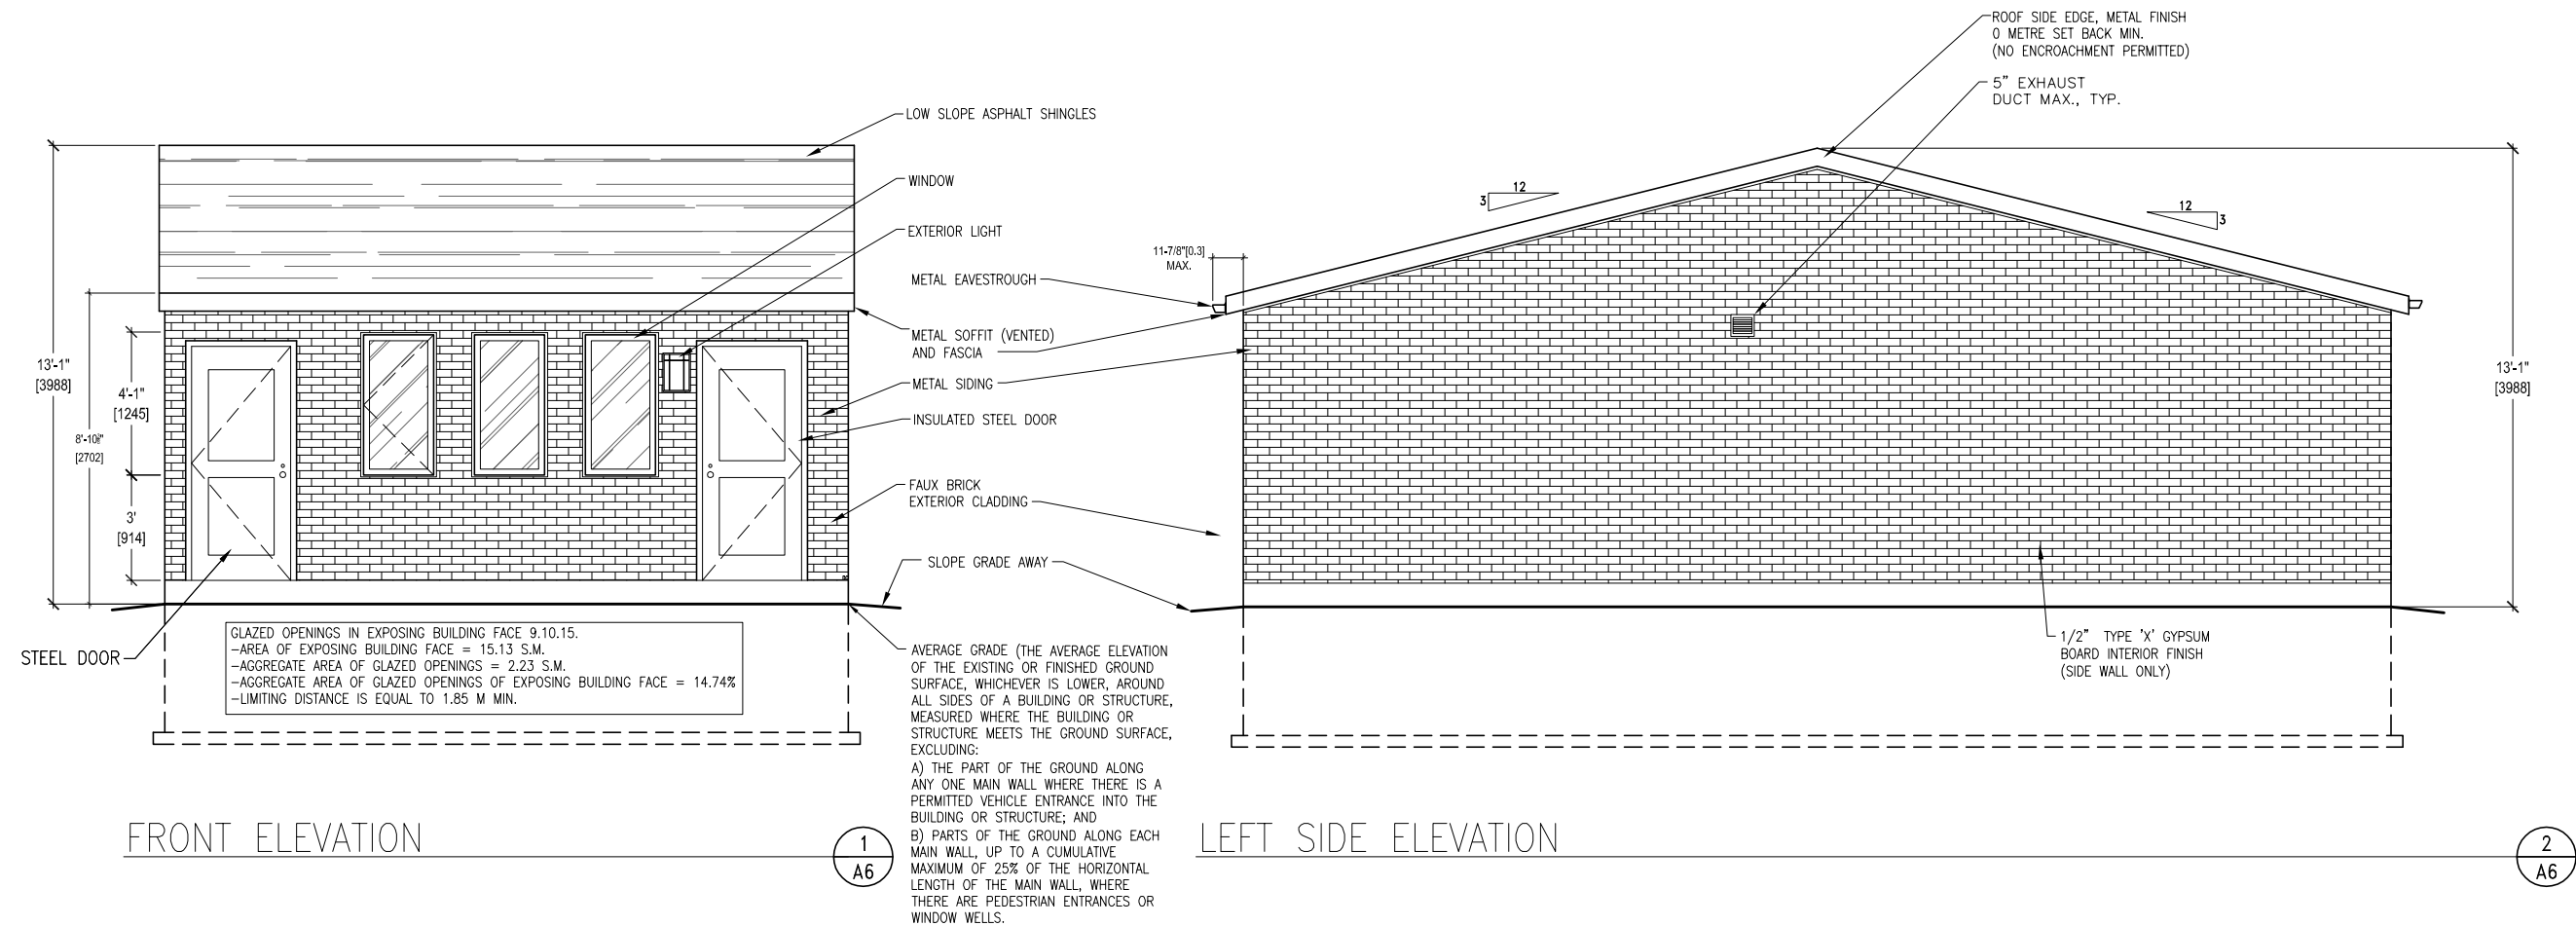 ROOF SIDE EDGE, METAL FINISH
0 METRE SET BACK MIN.
(NO ENCROACHMENT PERMITTED)
5" EXHAUST
DUCT MAX., TYP.
LOW SLOPE ASPHALT SHINGLES
WINDOW
EXTERIOR LIGHT
METAL EAVESTROUGH
METAL SOFFIT (VENTED)
AND FASCIA
METAL SIDING
INSULATED STEEL DOOR
FAUX BRICK
EXTERIOR CLADDING
SLOPE GRADE AWAY
13'-1"
[3988]
8'-10
[2702]
4'-1"
[1245]
3'
[914]
STEEL DOOR
GLAZED OPENINGS IN EXPOSING BUILDING FACE 9.10.15.
-AREA OF EXPOSING BUILDING FACE = 15.13 S.M.
-AGGREGATE AREA OF GLAZED OPENINGS = 2.23 S.M.
-AGGREGATE AREA OF GLAZED OPENINGS OF EXPOSING BUILDING FACE = 14.74%
-LIMITING DISTANCE IS EQUAL TO 1.85 M MIN.
AVERAGE GRADE (THE AVERAGE ELEVATION
OF THE EXISTING OR FINISHED GROUND
SURFACE, WHICHEVER IS LOWER, AROUND
ALL SIDES OF A BUILDING OR STRUCTURE,
MEASURED WHERE THE BUILDING OR
STRUCTURE MEETS THE GROUND SURFACE,
EXCLUDING:
A) THE PART OF THE GROUND ALONG
ANY ONE MAIN WALL WHERE THERE IS A
PERMITTED VEHICLE ENTRANCE INTO THE
BUILDING OR STRUCTURE; AND
B) PARTS OF THE GROUND ALONG EACH
MAIN WALL, UP TO A CUMULATIVE
MAXIMUM OF 25% OF THE HORIZONTAL
LENGTH OF THE MAIN WALL, WHERE
THERE ARE PEDESTRIAN ENTRANCES OR
WINDOW WELLS.
11-7/8"[0.3]
MAX.
12
3
12
3
13'-1"
[3988]
1/2" TYPE 'X' GYPSUM
BOARD INTERIOR FINISH
(SIDE WALL ONLY)
FRONT ELEVATION
1
A6
LEFT SIDE ELEVATION
2
A6